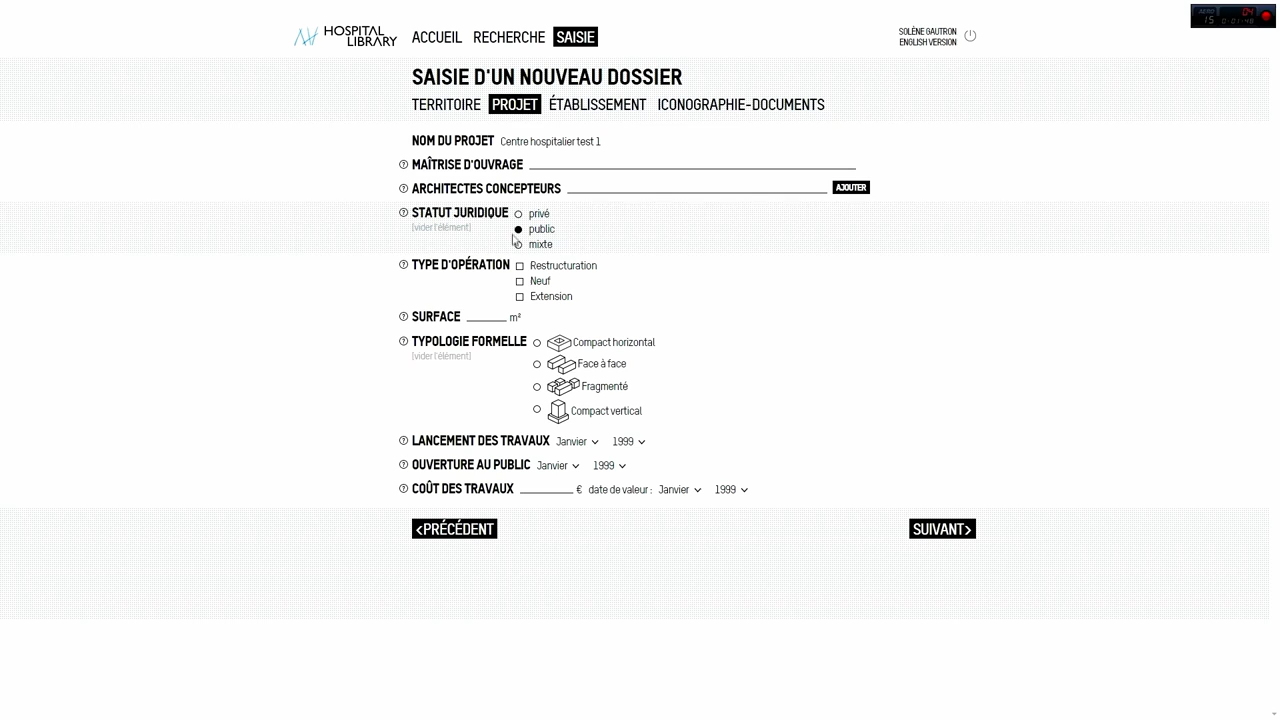 HOSPITAL
LIBRARY
ACCUEIL RECHERCHE SAISIE
SOLÈNE GAUTRON
ENGLISH VERSION
SAISIE D'UN NOUVEAU DOSSIER
TERRITOIRE PROJET ÉTABLISSEMENT ICONOGRAPHIE-DOCUMENTS
NOM DU PROJET Centre hospitalier test 1
? MAÎTRISE D'OUVRAGE
? ARCHITECTES CONCEPTEURS AJOUTER
? STATUT JURIDIQUE privé
[vider l'élément] public
mixte
? TYPE D'OPÉRATION Restructuration
Neuf
Extension
? SURFACE m²
? TYPOLOGIE FORMELLE Compact horizontal
[vider l'élément]
Face à face
Fragmenté
Compact vertical
? LANCEMENT DES TRAVAUX Janvier 1999
? OUVERTURE AU PUBLIC Janvier 1999
? COÛT DES TRAVAUX € date de valeur : Janvier 1999
<PRÉCÉDENT SUIVANT>